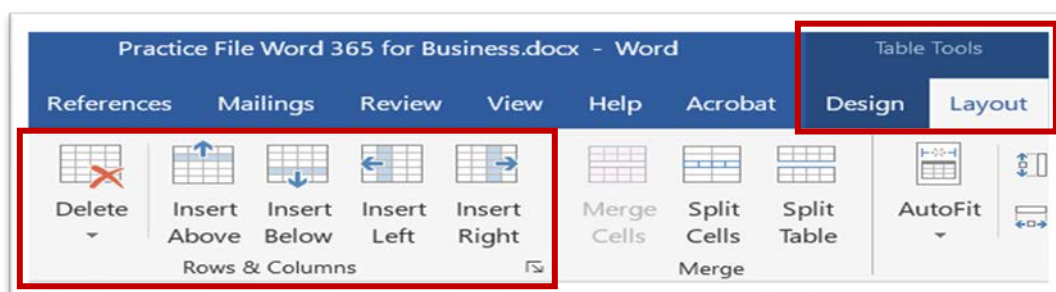 Practice File Word 365 for Business.docx - Word
Table Tools
References Mailings Review View Help Acrobat Design Layout
Delete
Insert Above
Insert Below
Insert Left
Insert Right
Merge Cells
Split Cells
Split Table
AutoFit
Rows & Columns
Merge